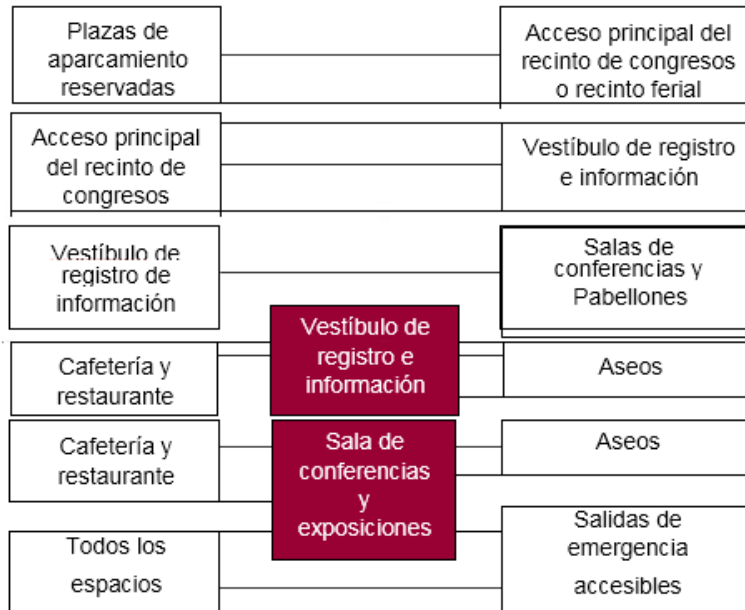 Plazas de
aparcamiento
reservadas
Acceso principal del
recinto de congresos
o recinto ferial
Acceso principal
del recinto de
congresos
Vestíbulo de registro
e información
Vestíbulo de
registro de
información
Salas de
conferencias y
Pabellones
Cafetería y
restaurante
Vestíbulo de
registro e
información
Aseos
Cafetería y
restaurante
Sala de
conferencias
y
exposiciones
Aseos
Todos los
espacios
Salidas de
emergencia
accesibles